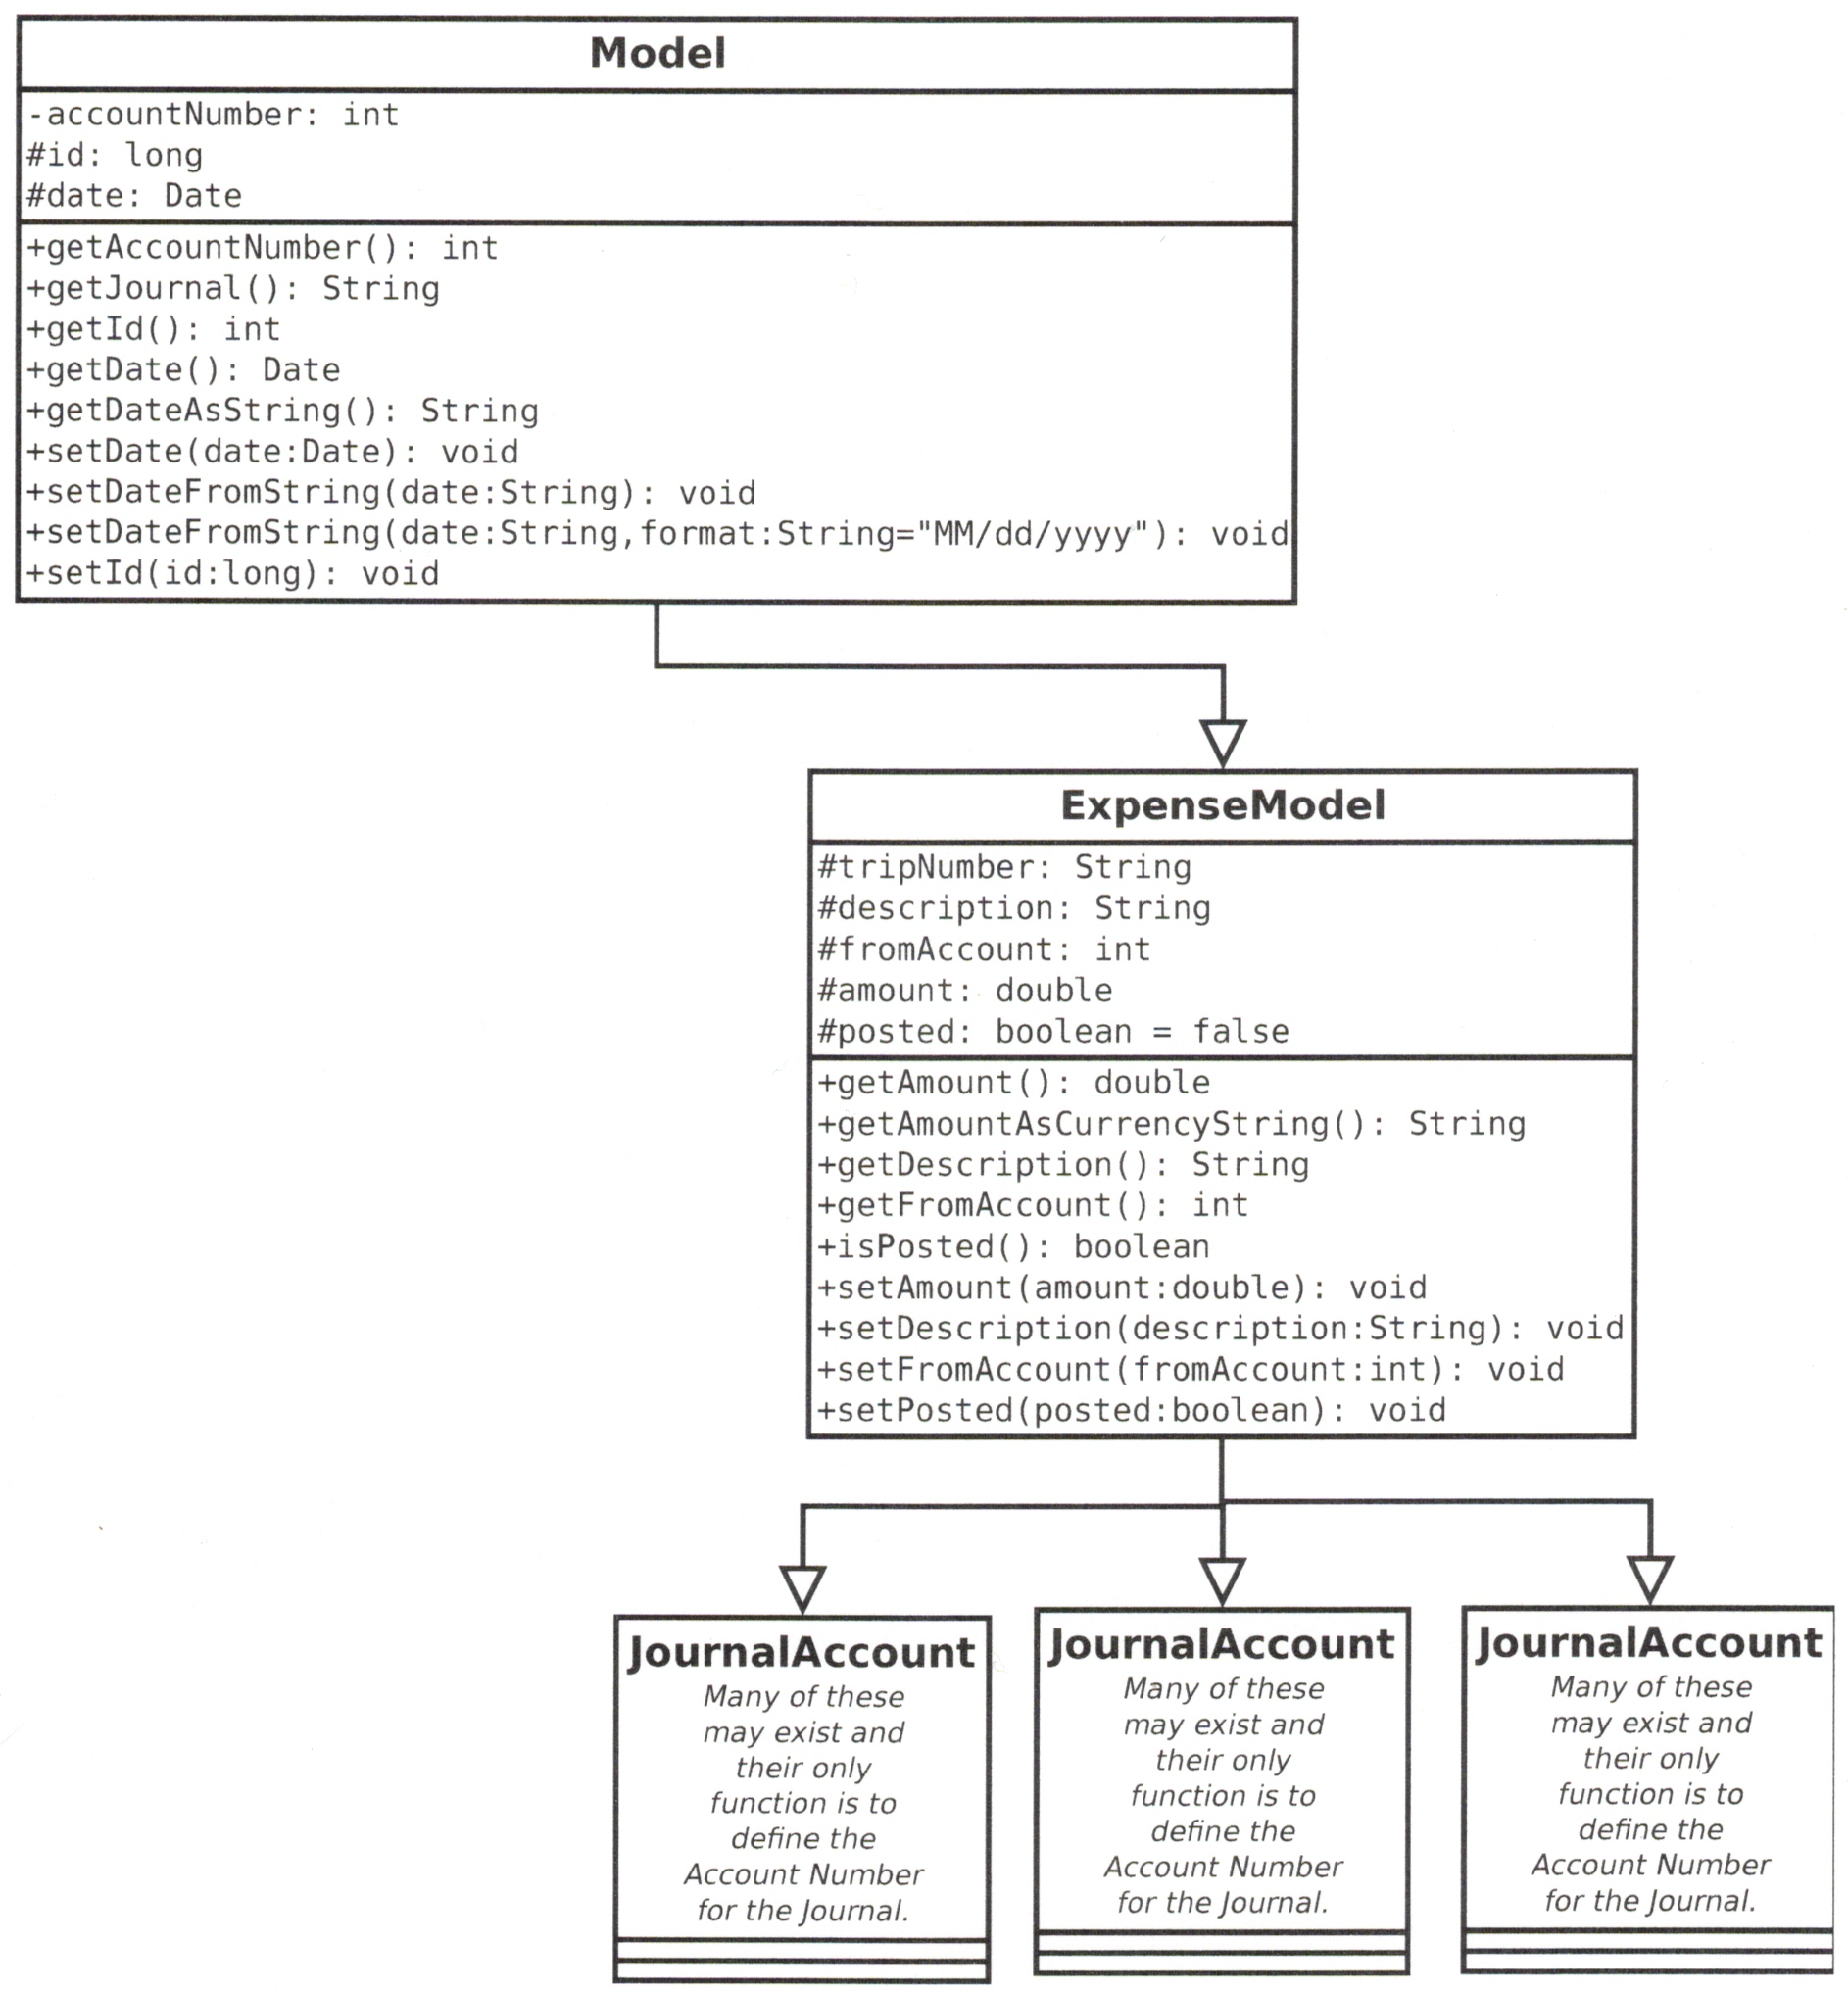 Model
-accountNumber: int
#id: long
#date: Date
+getAccountNumber(): int
+getJournal(): String
+getId(): int
+getDate(): Date
+getDateAsString(): String
+setDate(date:Date): void
+setDateFromString(date:String): void
+setDateFromString(date:String,format:String="MM/dd/yyyy"): void
+setId(id:long): void
ExpenseModel
#tripNumber: String
#description: String
#fromAccount: int
#amount: double
#posted: boolean = false
+getAmount(): double
+getAmountAsCurrencyString(): String
+getDescription(): String
+getFromAccount(): int
+isPosted(): boolean
+setAmount(amount:double): void
+setDescription(description:String): void
+setFromAccount(fromAccount:int): void
+setPosted(posted:boolean): void
JournalAccount
Many of these
may exist and
their only
function is to
define the
Account Number
for the Journal.
JournalAccount
Many of these
may exist and
their only
function is to
define the
Account Number
for the Journal.
JournalAccount
Many of these
may exist and
their only
function is to
define the
Account Number
for the Journal.